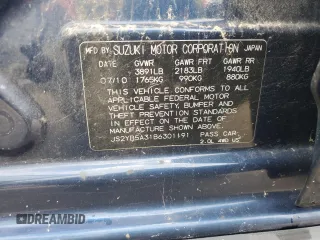 MFD BY SUZUKI MOTOR CORPORATION JAPAN
DATE GVWR GAWR FRT GAWR RR
3891LB 2183LB 1940LB
07/10 1765KG 990KG 880KG
THIS VEHICLE CONFORMS TO ALL
APPLICABLE FEDERAL MOTOR
VEHICLE SAFETY, BUMPER AND
THEFT PREVENTION STANDARDS
IN EFFECT ON THE DATE OF
MANUFACTURE SHOWN ABOVE.
JS2YB5A31B6301191 PASS CAR
2.0L 4WD US